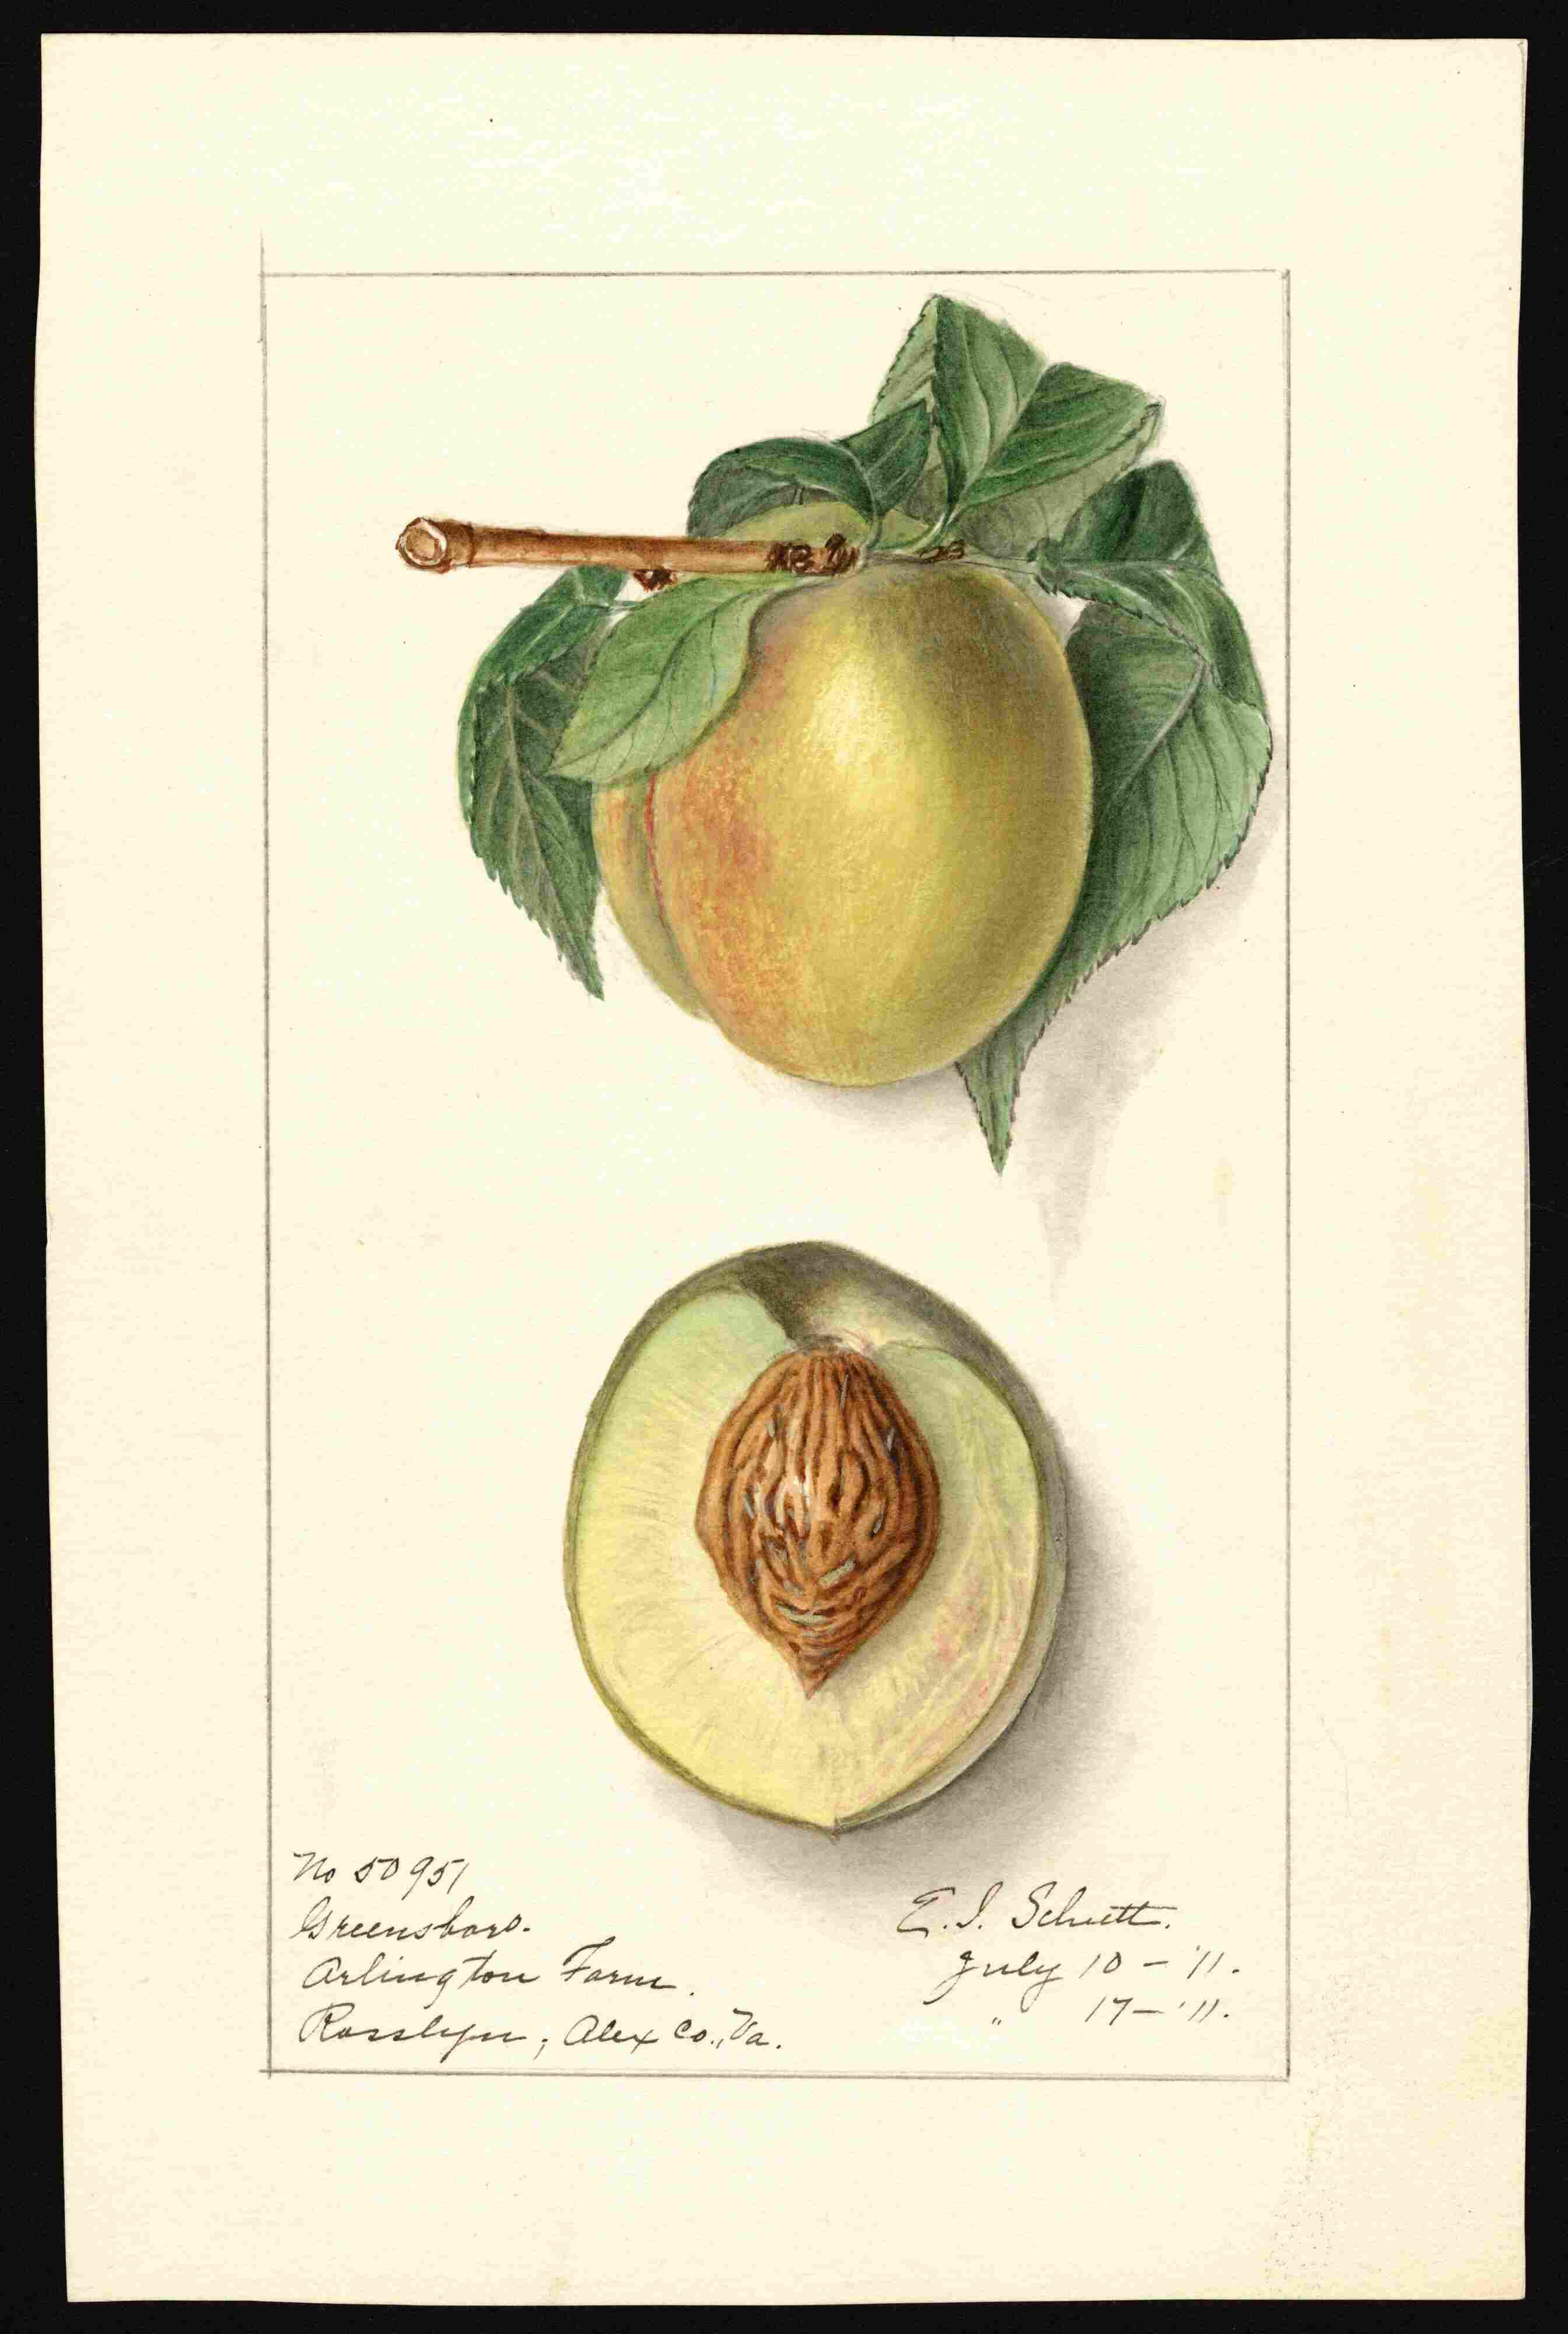 No 50951
Greensboro.
Arlington Farm.
Rosslyn, Alex Co., Va.
E. I. Schutt.
July 10 - '11.
" 17 - '11.